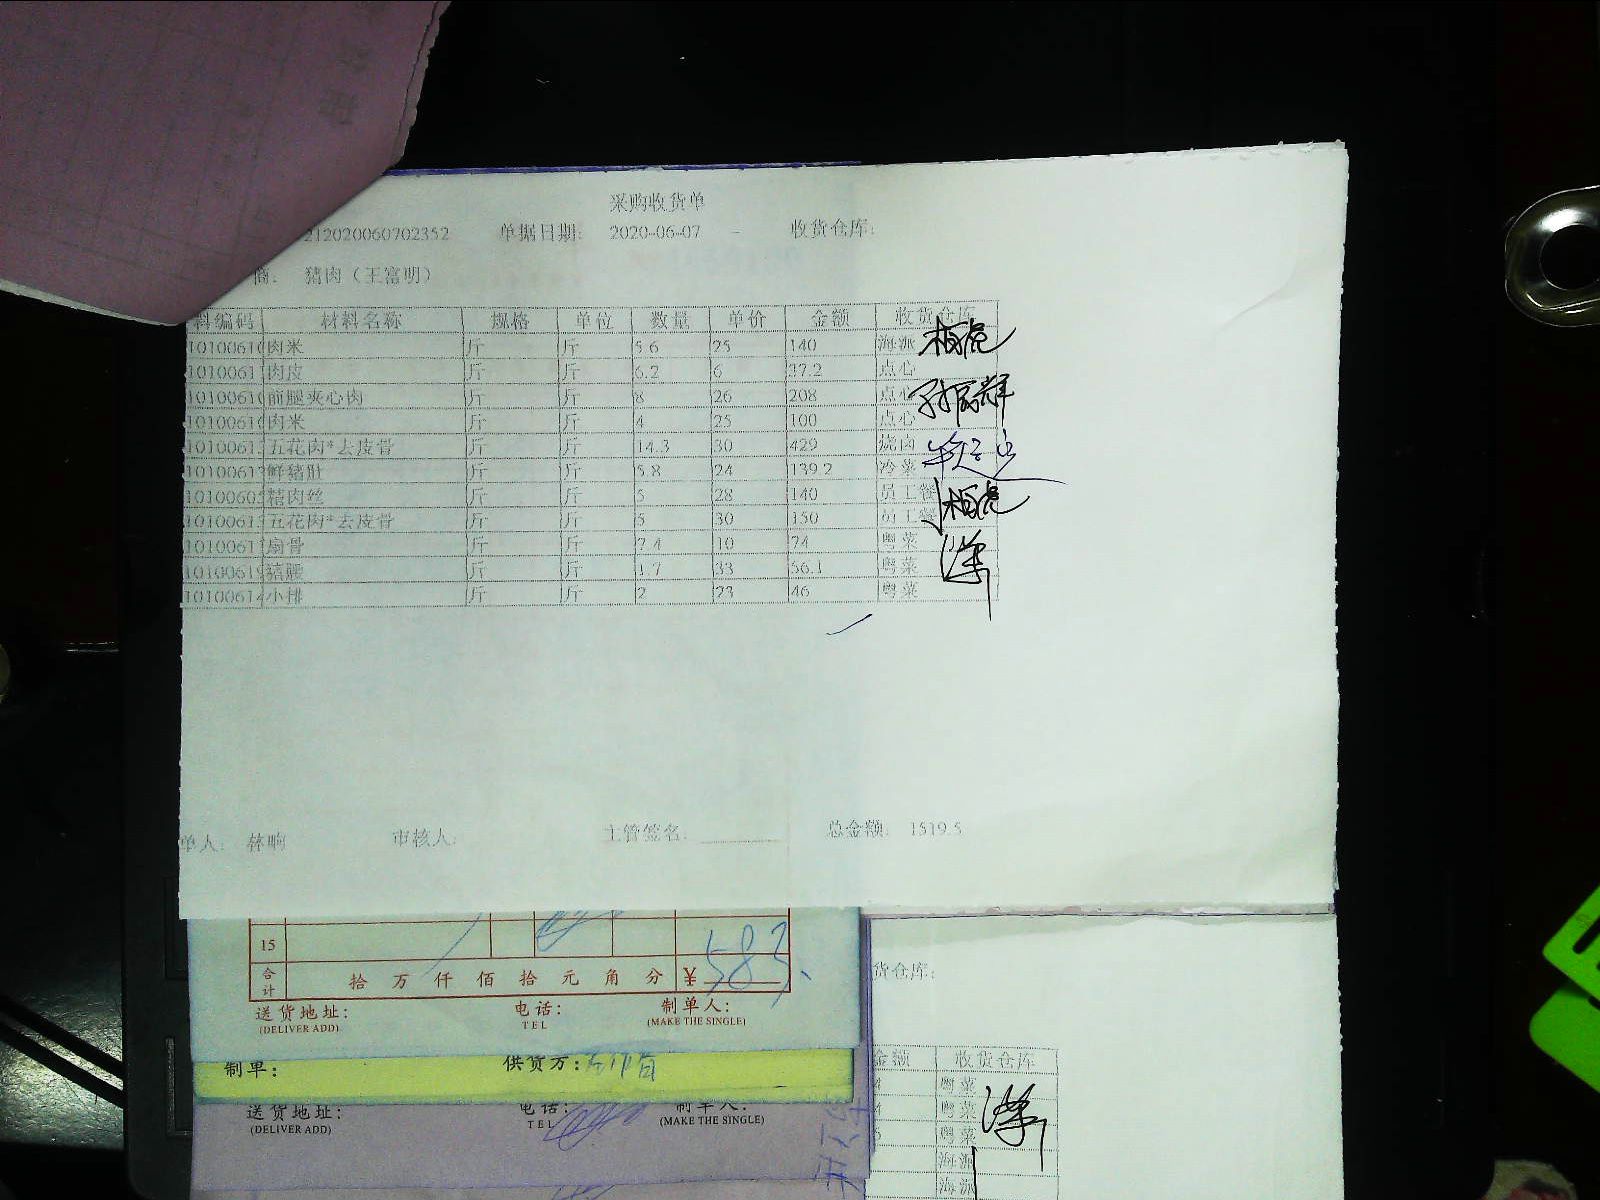 采购收货单
212020060702352 单据日期: 2020-06-07 - 收货仓库:
商: 猪肉（王富明）
料编码 材料名称 规格 单位 数量 单价 金额 收货仓库
1010061 肉米 斤 斤 5.6 25 140 海派
1010061 肉皮 斤 斤 6.2 6 37.2 点心
1010061 前腿夹心肉 斤 斤 8 26 208 点心
1010061 肉米 斤 斤 4 25 100 点心
1010061 五花肉*去皮骨 斤 斤 14.3 30 429 烧肉
1010061 鲜猪肚 斤 斤 5.8 24 139.2 冷菜
1010060 精肉丝 斤 斤 5 28 140 员工餐
1010061 五花肉*去皮骨 斤 斤 5 30 150 员工餐
1010061 扇骨 斤 斤 7.4 10 74 粤菜
1010061 猪腰 斤 斤 1.7 33 56.1 粤菜
1010061 小排 斤 斤 2 23 46 粤菜
单人: 审核人: 主管签名: 总金额: 1519.5
15
合计 拾 万 仟 佰 拾 元 角 分 ¥ 583
送货地址: 电话: 制单人:
(DELIVER ADD) TEL (MAKE THE SINGLE)
制单: 供货方:
送货地址: 电话: 制单人:
(DELIVER ADD) TEL (MAKE THE SINGLE)
货仓库:
金额 收货仓库
4 粤菜
4 粤菜
5 粤菜
海派
海派